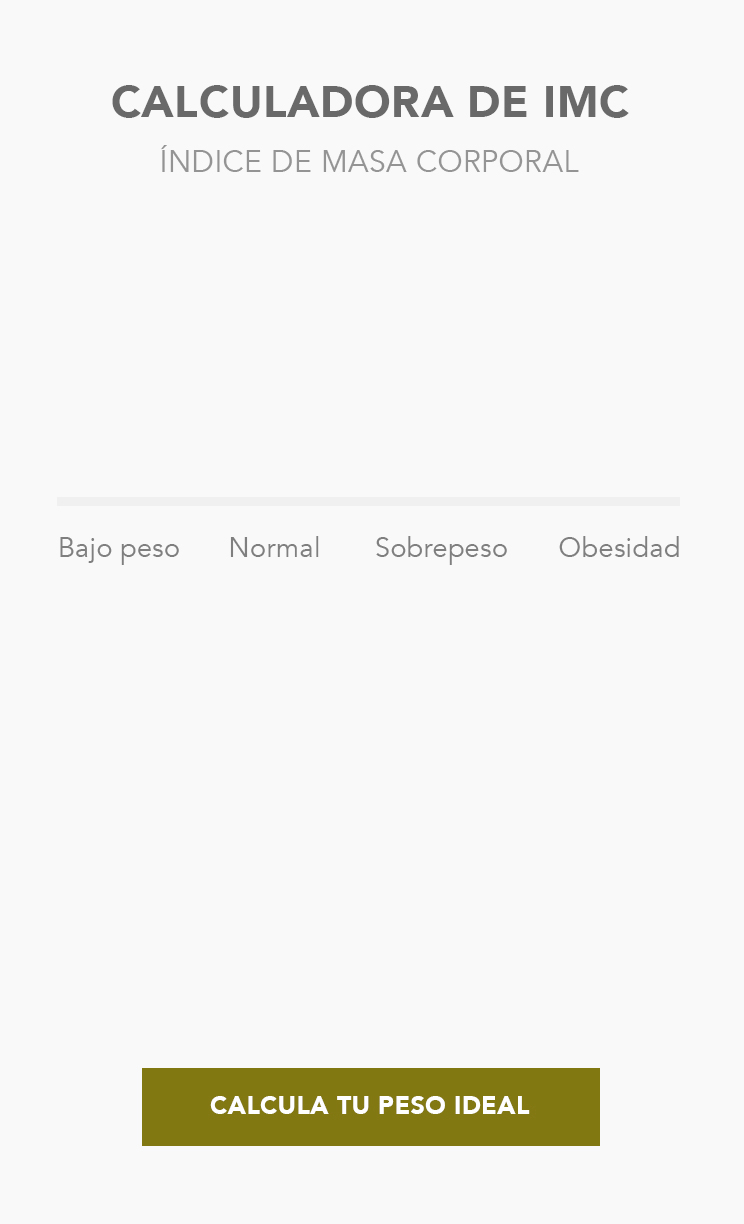 CALCULADORA DE IMC
ÍNDICE DE MASA CORPORAL
Bajo peso Normal Sobrepeso Obesidad
CALCULA TU PESO IDEAL